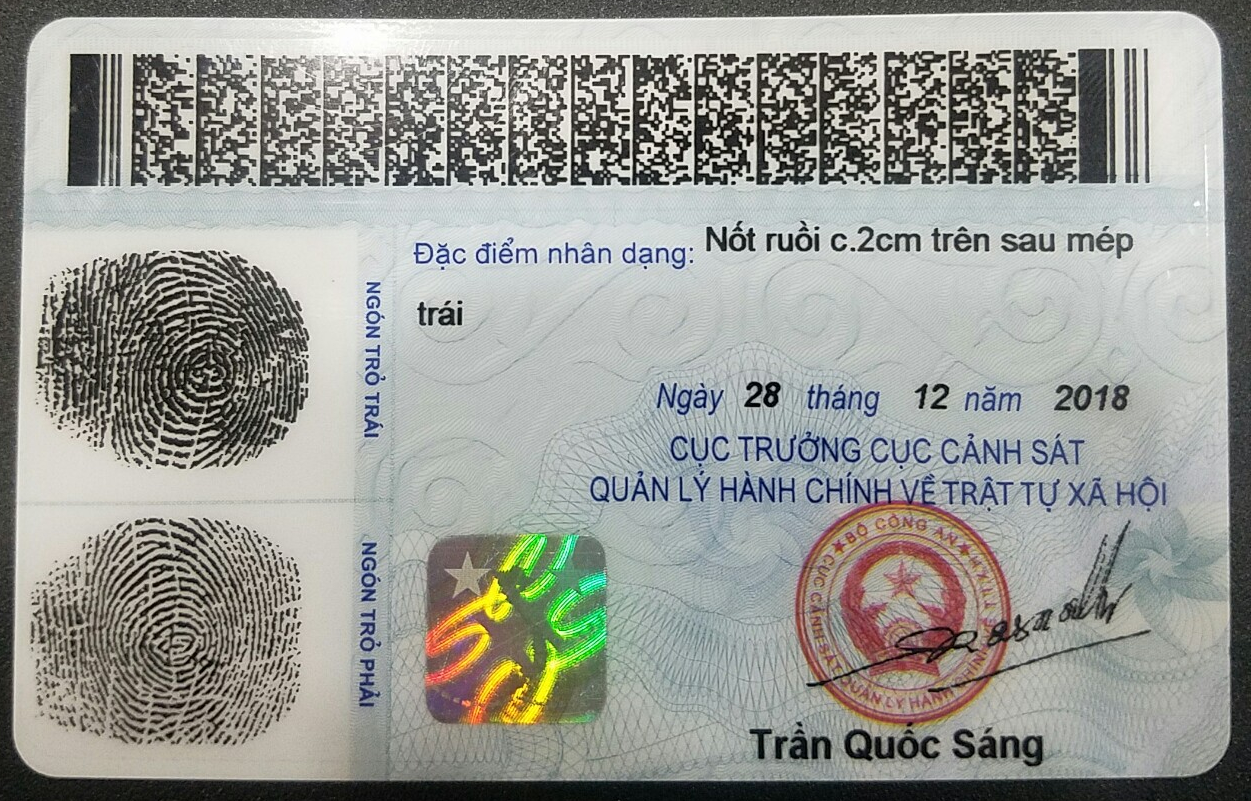 Đặc điểm nhân dạng: Nốt ruồi c.2cm trên sau mép
trái
NGÓN TRỎ TRÁI
Ngày 28 tháng 12 năm 2018
CỤC TRƯỞNG CỤC CẢNH SÁT
QUẢN LÝ HÀNH CHÍNH VỀ TRẬT TỰ XÃ HỘI
NGÓN TRỎ PHẢI
BỘ CÔNG AN
Trần Quốc Sáng